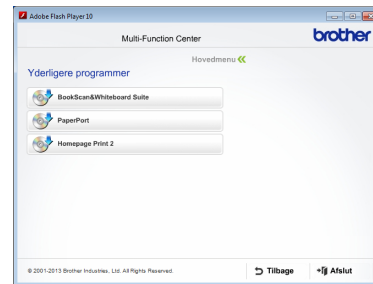 Adobe Flash Player 10
Multi-Function Center
brother
Hovedmenu
Yderligere programmer
BookScan&Whiteboard Suite
PaperPort
Homepage Print 2
© 2001-2013 Brother Industries, Ltd. All Rights Reserved.
Tilbage
Afslut